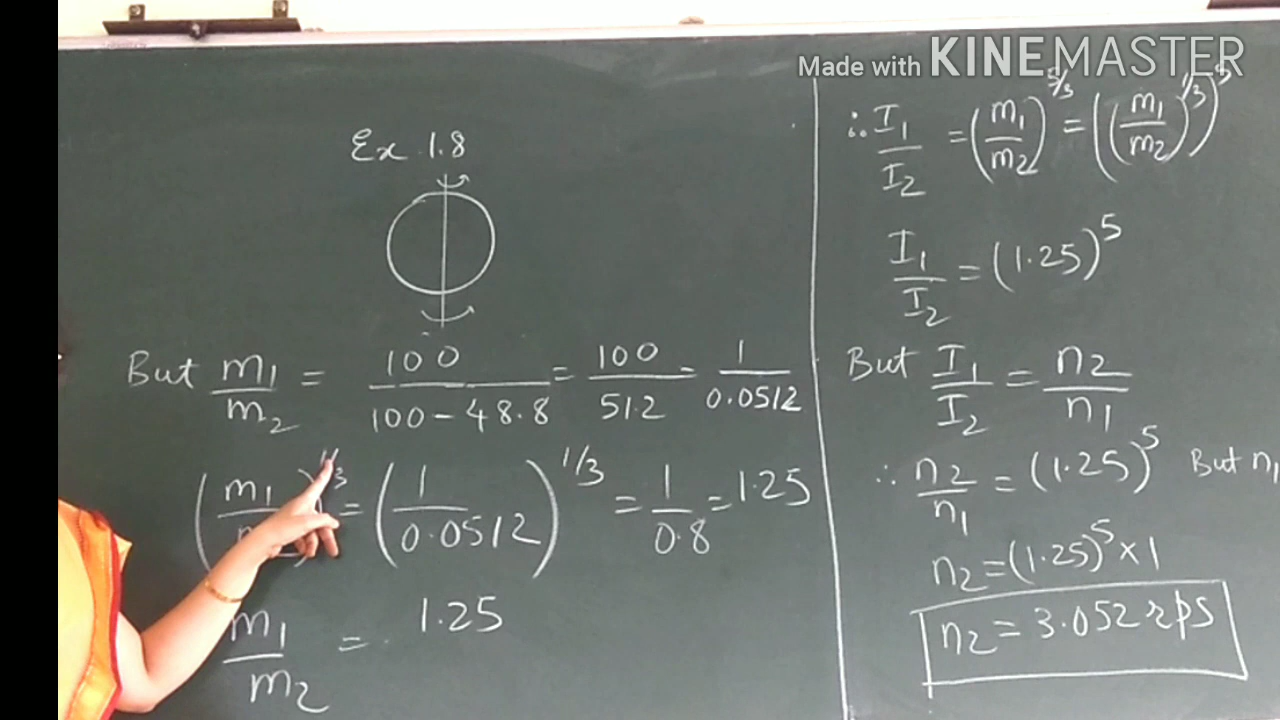 Made with KINEMASTER
Ex 1.8
But m₁/m₂ = 100/(100 - 48.8) = 100/51.2 = 1/0.0512
(m₁/m )^1/3 = (1/0.0512)^1/3 = 1/0.8 = 1.25
m₁/m₂ = 1.25
∴ I₁/I₂ = (m₁/m₂)^5/3 = ((m₁/m₂)^1/3)^5
I₁/I₂ = (1.25)^5
But I₁/I₂ = n₂/n₁
∴ n₂/n₁ = (1.25)^5 But n₁
n₂ = (1.25)^5 × 1
n₂ = 3.052 rps